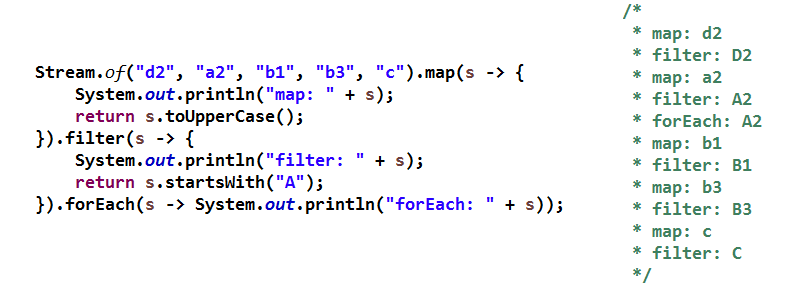 Stream.of("d2", "a2", "b1", "b3", "c").map(s -> {
    System.out.println("map: " + s);
    return s.toUpperCase();
}).filter(s -> {
    System.out.println("filter: " + s);
    return s.startsWith("A");
}).forEach(s -> System.out.println("forEach: " + s));
/*
 * map: d2
 * filter: D2
 * map: a2
 * filter: A2
 * forEach: A2
 * map: b1
 * filter: B1
 * map: b3
 * filter: B3
 * map: c
 * filter: C
 */